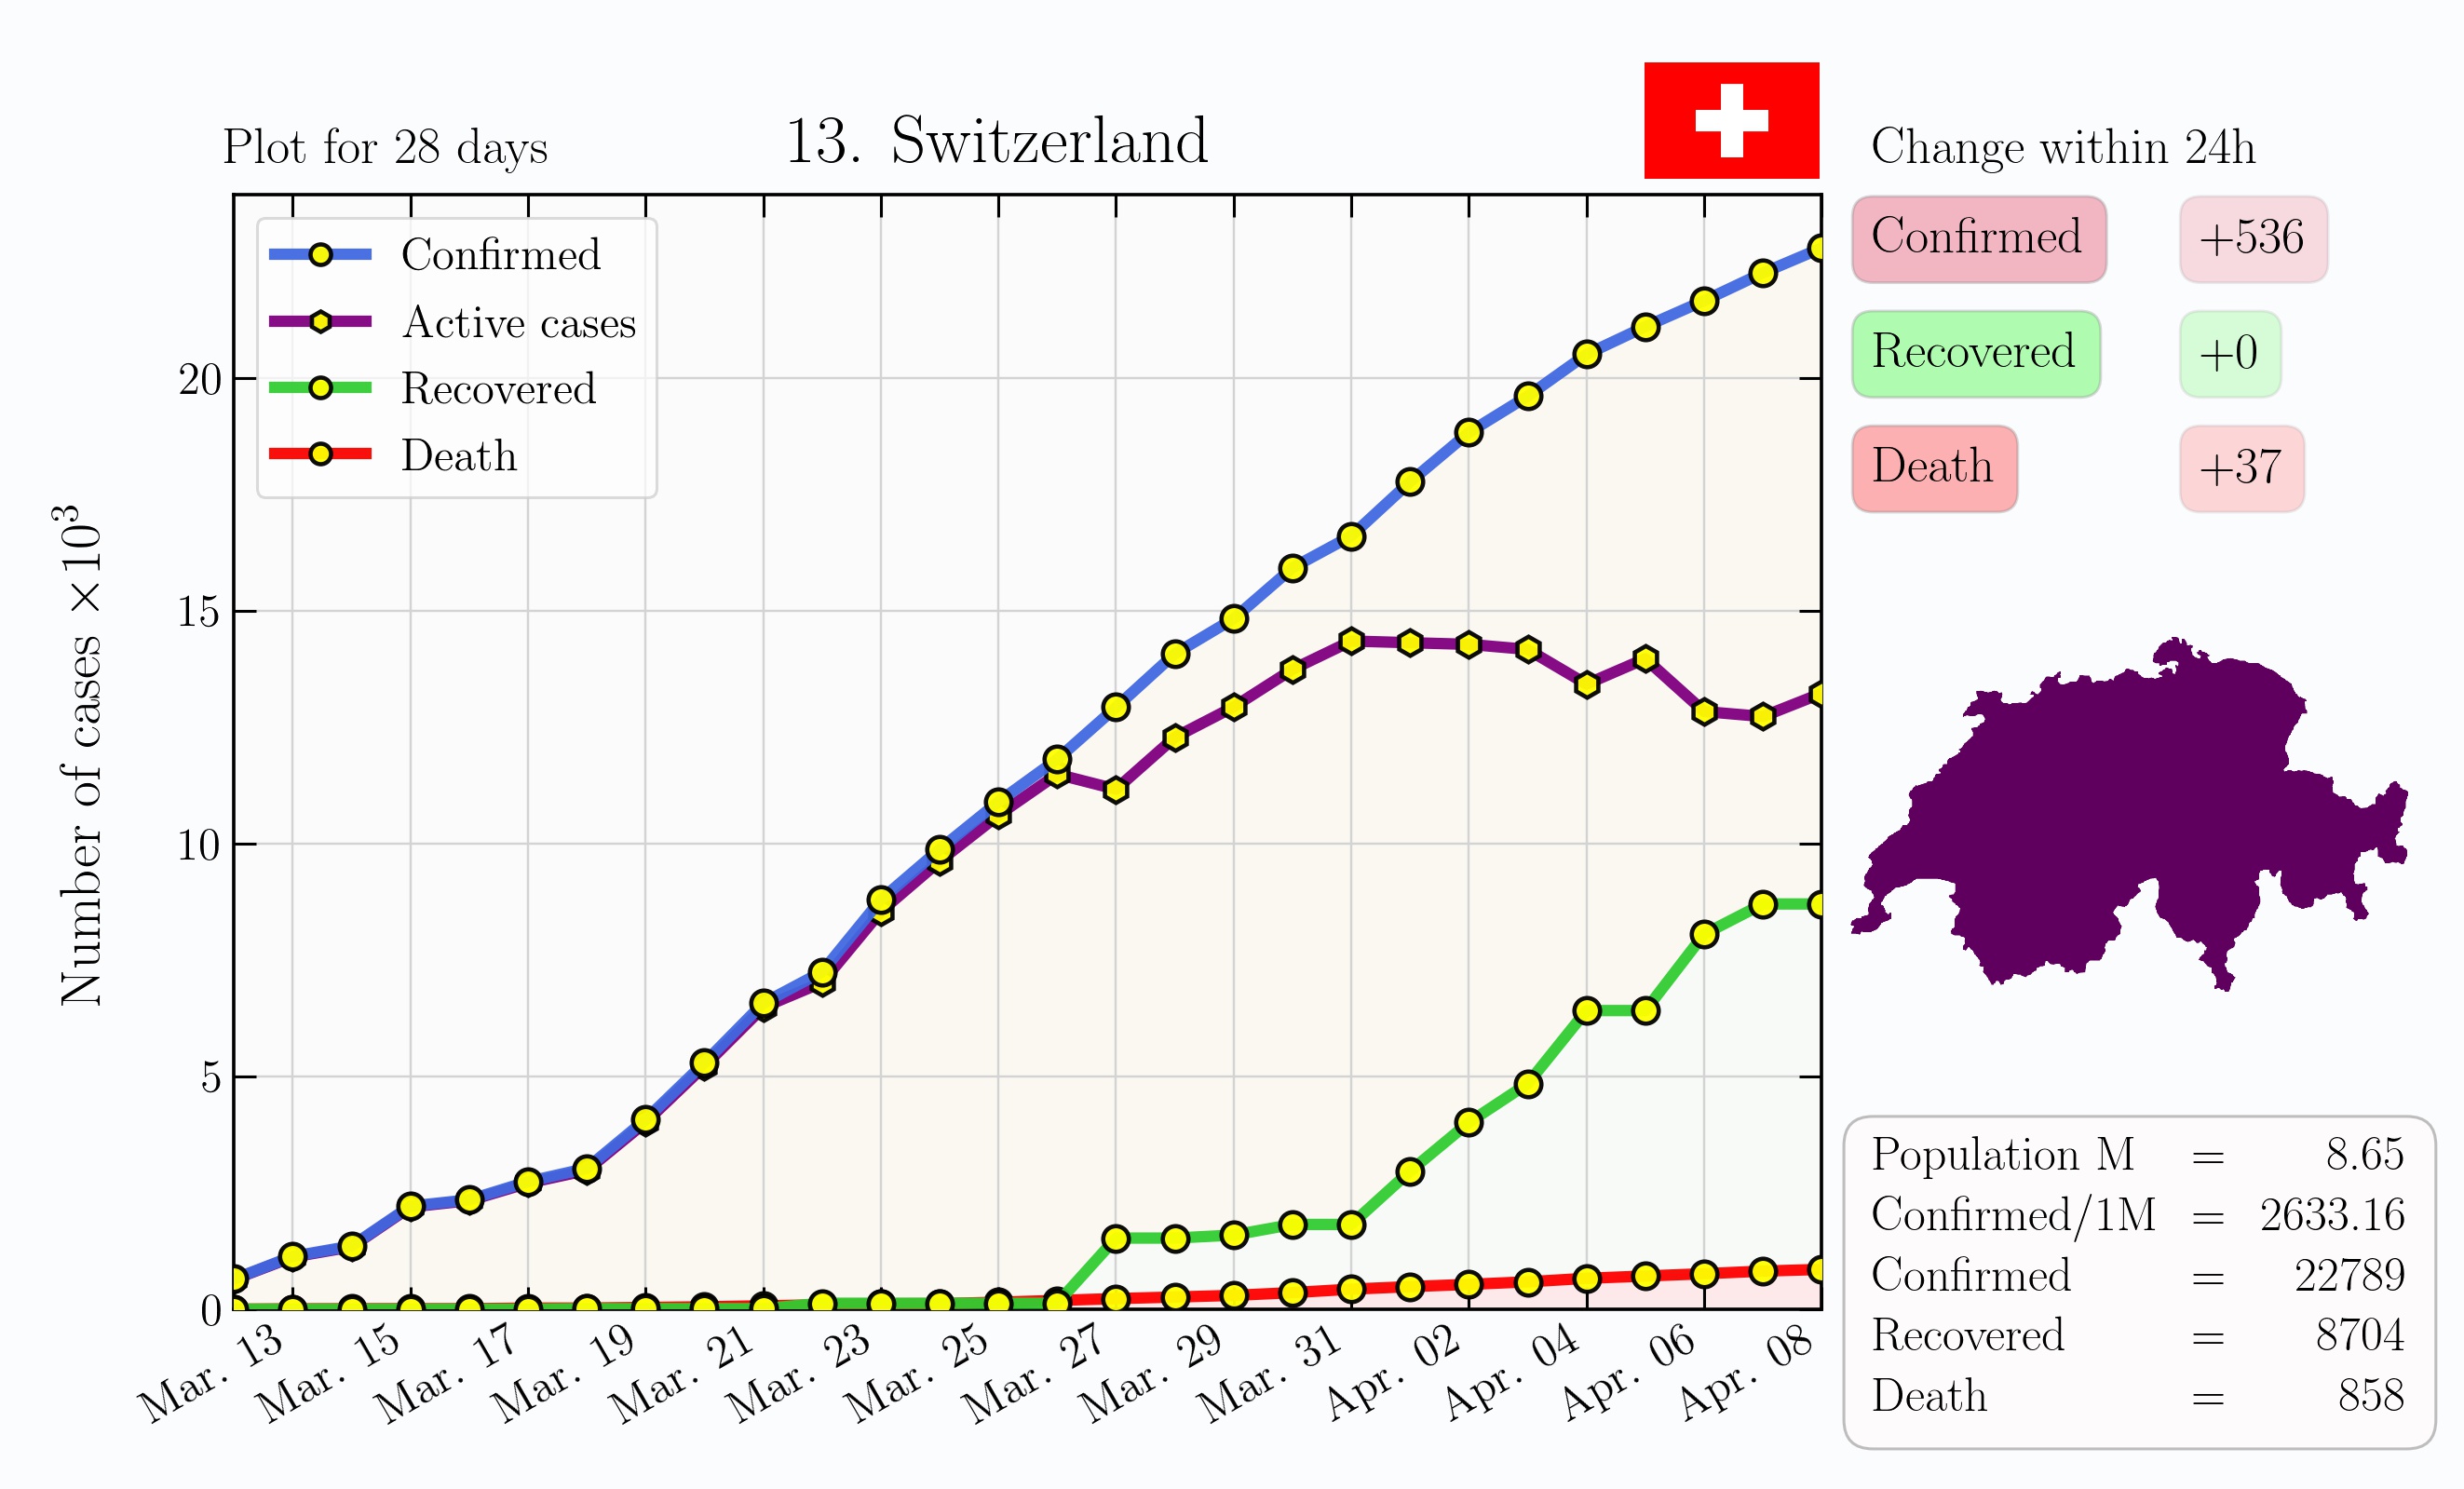 Plot for 28 days
13. Switzerland
Change within 24h
Confirmed +536
Recovered +0
Death +37
Confirmed
Active cases
Recovered
Death
Number of cases ×10³
20
15
10
5
0
Mar. 13
Mar. 15
Mar. 17
Mar. 19
Mar. 21
Mar. 23
Mar. 25
Mar. 27
Mar. 29
Mar. 31
Apr. 02
Apr. 04
Apr. 06
Apr. 08
Population M = 8.65
Confirmed/1M = 2633.16
Confirmed = 22789
Recovered = 8704
Death = 858